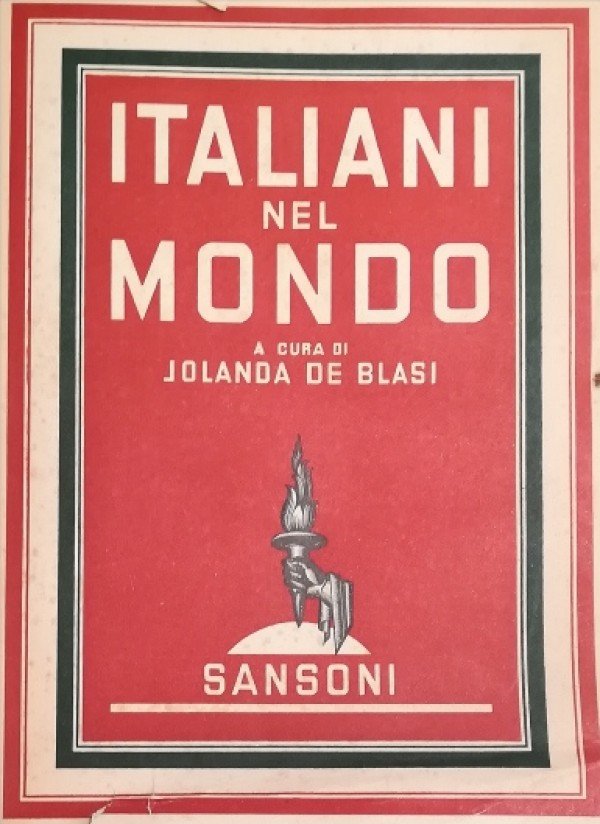 ITALIANI
NEL
MONDO
A CURA DI
JOLANDA DE BLASI
SANSONI